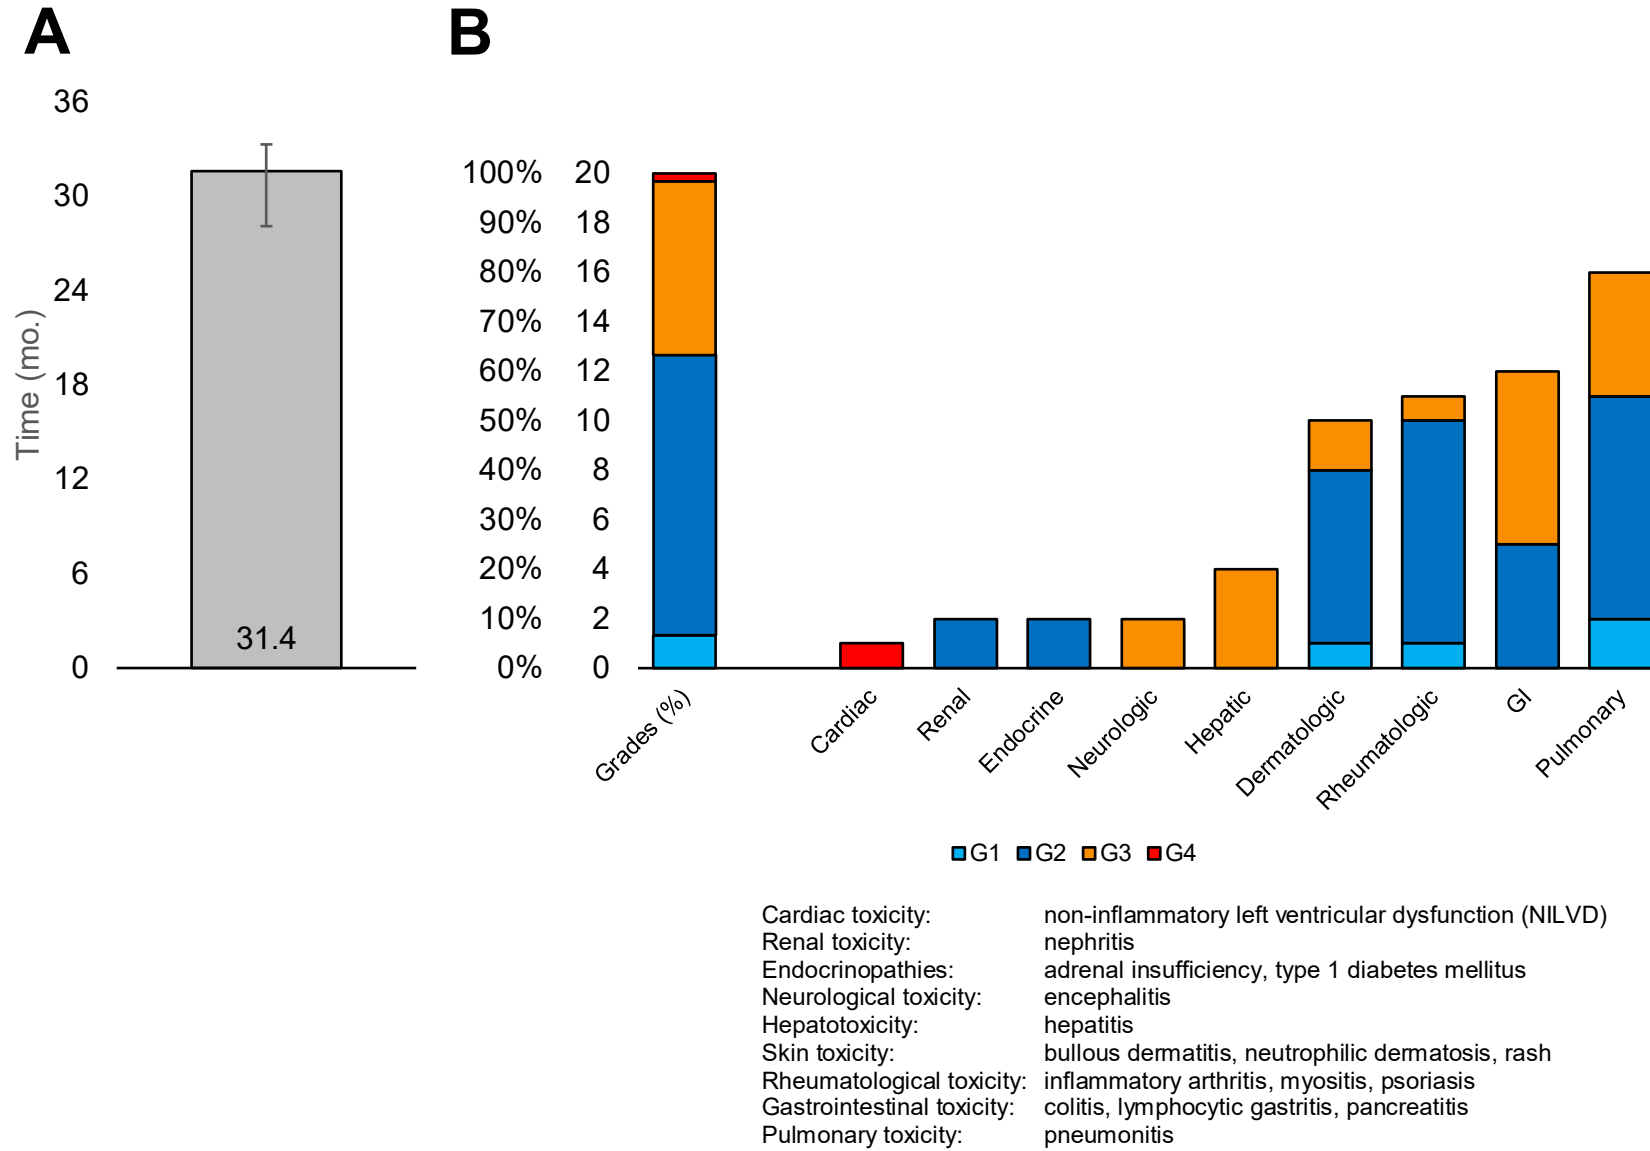 A
B
36
30
24
18
12
6
0
Time (mo.)
31.4
100% 20
90% 18
80% 16
70% 14
60% 12
50% 10
40% 8
30% 6
20% 4
10% 2
0% 0
Grades (%)
Cardiac
Renal
Endocrine
Neurologic
Hepatic
Dermatologic
Rheumatologic
GI
Pulmonary
G1 G2 G3 G4
Cardiac toxicity: non-inflammatory left ventricular dysfunction (NILVD)
Renal toxicity: nephritis
Endocrinopathies: adrenal insufficiency, type 1 diabetes mellitus
Neurological toxicity: encephalitis
Hepatotoxicity: hepatitis
Skin toxicity: bullous dermatitis, neutrophilic dermatosis, rash
Rheumatological toxicity: inflammatory arthritis, myositis, psoriasis
Gastrointestinal toxicity: colitis, lymphocytic gastritis, pancreatitis
Pulmonary toxicity: pneumonitis